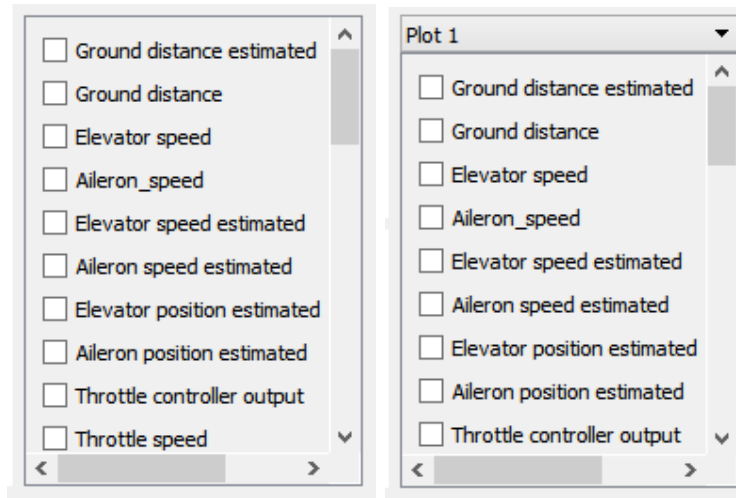 Ground distance estimated
Ground distance
Elevator speed
Aileron_speed
Elevator speed estimated
Aileron speed estimated
Elevator position estimated
Aileron position estimated
Throttle controller output
Throttle speed
Plot 1
Ground distance estimated
Ground distance
Elevator speed
Aileron_speed
Elevator speed estimated
Aileron speed estimated
Elevator position estimated
Aileron position estimated
Throttle controller output